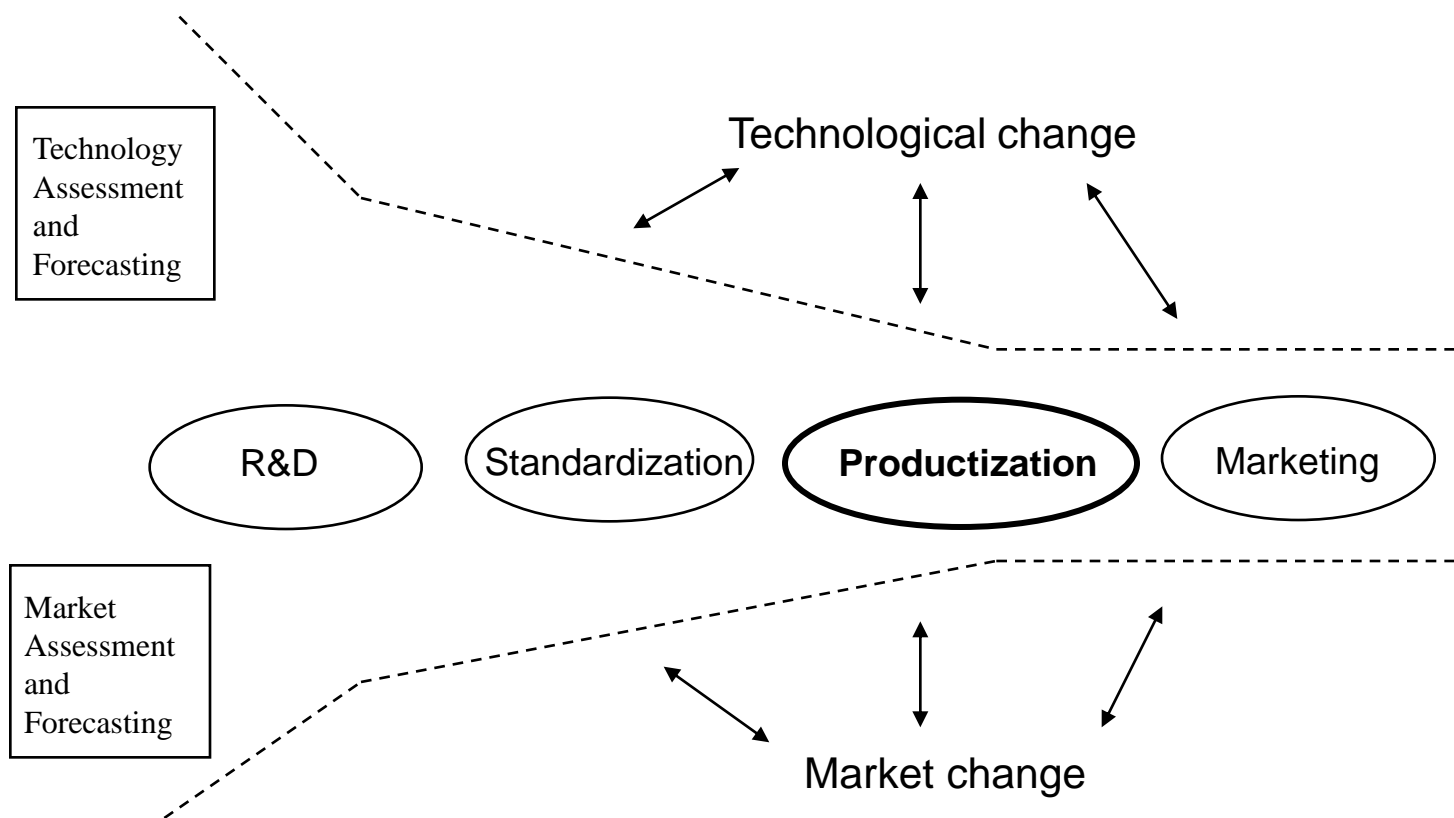 Technology
Assessment
and
Forecasting
Technological change
R&D
Standardization
Productization
Marketing
Market
Assessment
and
Forecasting
Market change